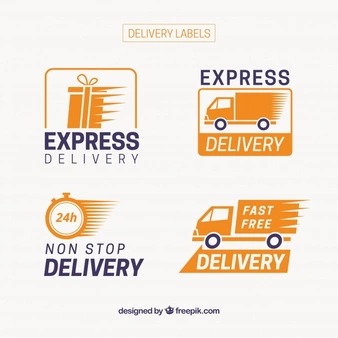 DELIVERY LABELS
EXPRESS
DELIVERY
EXPRESS
DELIVERY
24h
NON STOP
DELIVERY
FAST
FREE
DELIVERY
designed by freepik.com